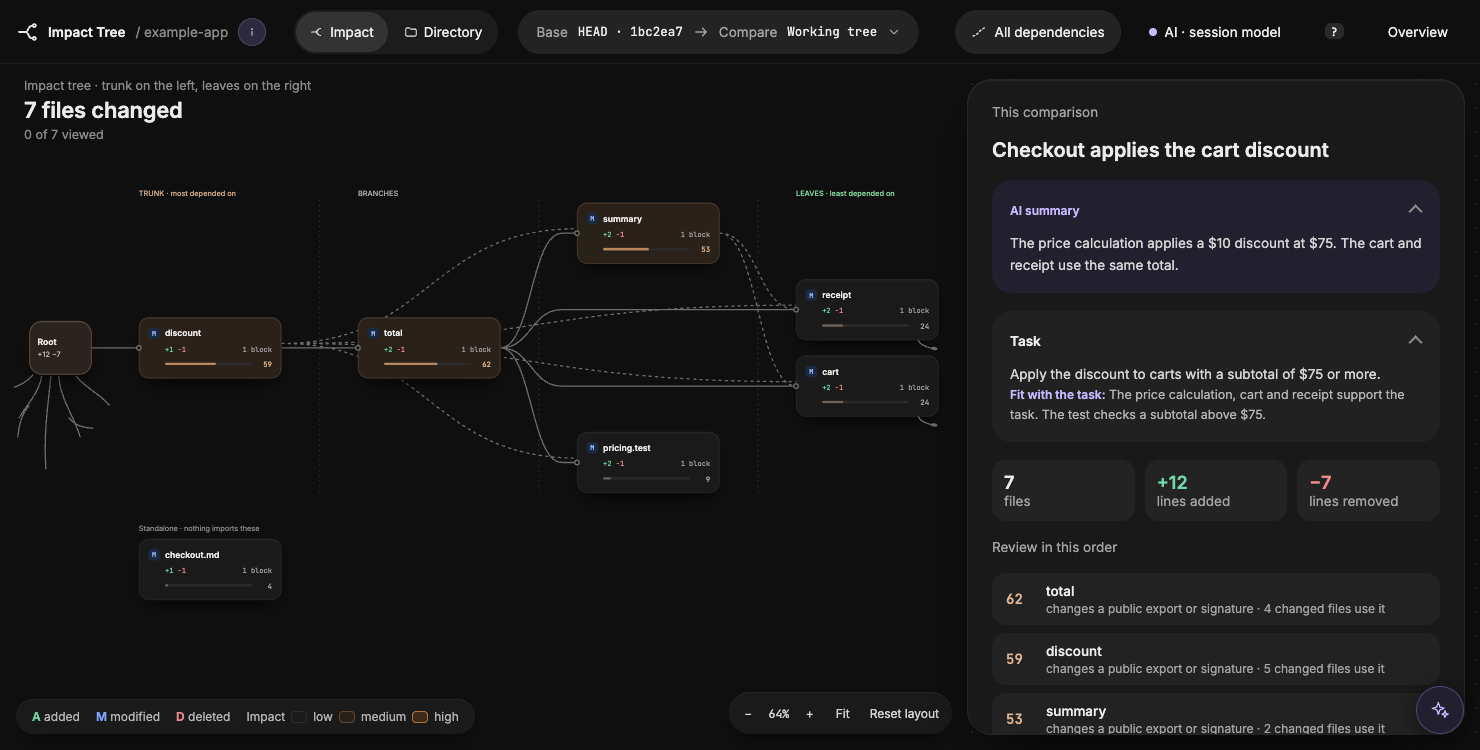 Impact Tree / example-app i
Impact
Directory
Base HEAD · 1bc2ea7 → Compare Working tree
All dependencies
AI · session model
?
Overview
Impact tree · trunk on the left, leaves on the right
7 files changed
0 of 7 viewed
TRUNK · most depended on
BRANCHES
LEAVES · least depended on
M summary
+2 -1 1 block
53
M receipt
+2 -1 1 block
24
Root
+12 −7
M discount
+1 -1 1 block
59
M total
+2 -1 1 block
62
M cart
+2 -1 1 block
24
M pricing.test
+2 -1 1 block
9
Standalone · nothing imports these
M checkout.md
+1 -1 1 block
4
A added M modified D deleted Impact low medium high
− 64% + Fit Reset layout
This comparison
Checkout applies the cart discount
AI summary
The price calculation applies a $10 discount at $75. The cart and
receipt use the same total.
Task
Apply the discount to carts with a subtotal of $75 or more.
Fit with the task: The price calculation, cart and receipt support the
task. The test checks a subtotal above $75.
7
files
+12
lines added
−7
lines removed
Review in this order
62 total
changes a public export or signature · 4 changed files use it
59 discount
changes a public export or signature · 5 changed files use it
53 summary
changes a public export or signature · 2 changed files use it